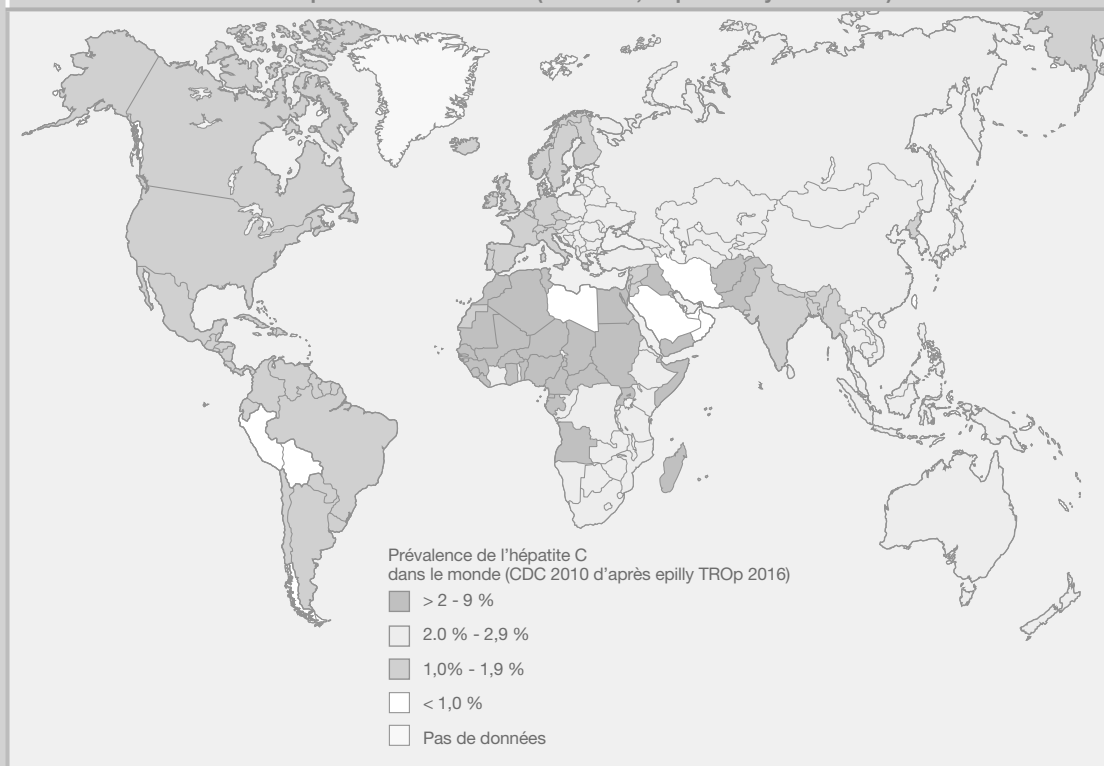 Prévalence de l'hépatite C
dans le monde (CDC 2010 d'après epilly TROp 2016)
> 2 - 9 %
2.0 % - 2,9 %
1,0% - 1,9 %
< 1,0 %
Pas de données